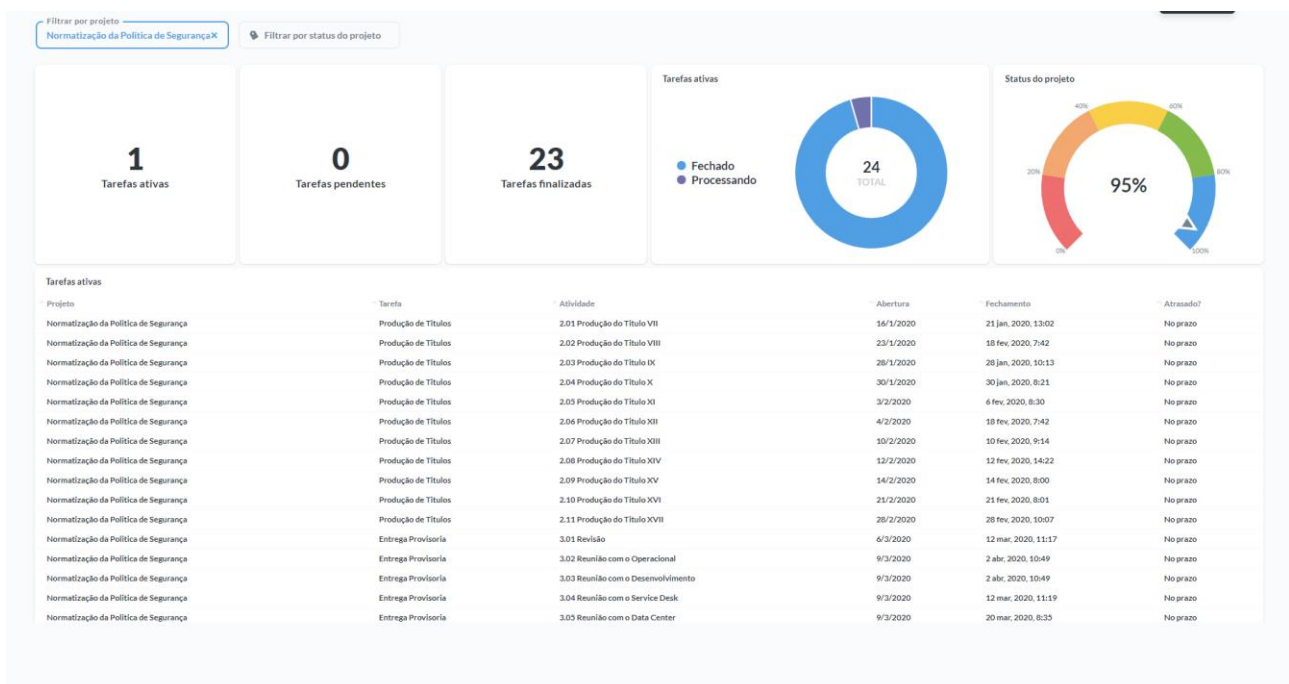 Filtrar por projeto
Normatização da Política de Segurança X
Filtrar por status do projeto
1
Tarefas ativas
0
Tarefas pendentes
23
Tarefas finalizadas
Tarefas ativas
Fechado
Processando
24
TOTAL
Status do projeto
0%
20%
40%
60%
80%
100%
95%
Tarefas ativas
Projeto Tarefa Atividade Abertura Fechamento Atrasado?
Normatização da Política de Segurança Produção de Títulos 2.01 Produção do Título VII 16/1/2020 21 jan, 2020, 13:02 No prazo
Normatização da Política de Segurança Produção de Títulos 2.02 Produção do Título VIII 23/1/2020 18 fev, 2020, 7:42 No prazo
Normatização da Política de Segurança Produção de Títulos 2.03 Produção do Título IX 28/1/2020 28 jan, 2020, 10:13 No prazo
Normatização da Política de Segurança Produção de Títulos 2.04 Produção do Título X 30/1/2020 30 jan, 2020, 8:21 No prazo
Normatização da Política de Segurança Produção de Títulos 2.05 Produção do Título XI 3/2/2020 6 fev, 2020, 8:30 No prazo
Normatização da Política de Segurança Produção de Títulos 2.06 Produção do Título XII 4/2/2020 18 fev, 2020, 7:42 No prazo
Normatização da Política de Segurança Produção de Títulos 2.07 Produção do Título XIII 10/2/2020 10 fev, 2020, 9:14 No prazo
Normatização da Política de Segurança Produção de Títulos 2.08 Produção do Título XIV 12/2/2020 12 fev, 2020, 14:22 No prazo
Normatização da Política de Segurança Produção de Títulos 2.09 Produção do Título XV 14/2/2020 14 fev, 2020, 8:00 No prazo
Normatização da Política de Segurança Produção de Títulos 2.10 Produção do Título XVI 21/2/2020 21 fev, 2020, 8:01 No prazo
Normatização da Política de Segurança Produção de Títulos 2.11 Produção do Título XVII 28/2/2020 28 fev, 2020, 10:07 No prazo
Normatização da Política de Segurança Entrega Provisoria 3.01 Revisão 6/3/2020 12 mar, 2020, 11:17 No prazo
Normatização da Política de Segurança Entrega Provisoria 3.02 Reunião com o Operacional 9/3/2020 2 abr, 2020, 10:49 No prazo
Normatização da Política de Segurança Entrega Provisoria 3.03 Reunião com o Desenvolvimento 9/3/2020 2 abr, 2020, 10:49 No prazo
Normatização da Política de Segurança Entrega Provisoria 3.04 Reunião com o Service Desk 9/3/2020 12 mar, 2020, 11:19 No prazo
Normatização da Política de Segurança Entrega Provisoria 3.05 Reunião com o Data Center 9/3/2020 20 mar, 2020, 8:35 No prazo